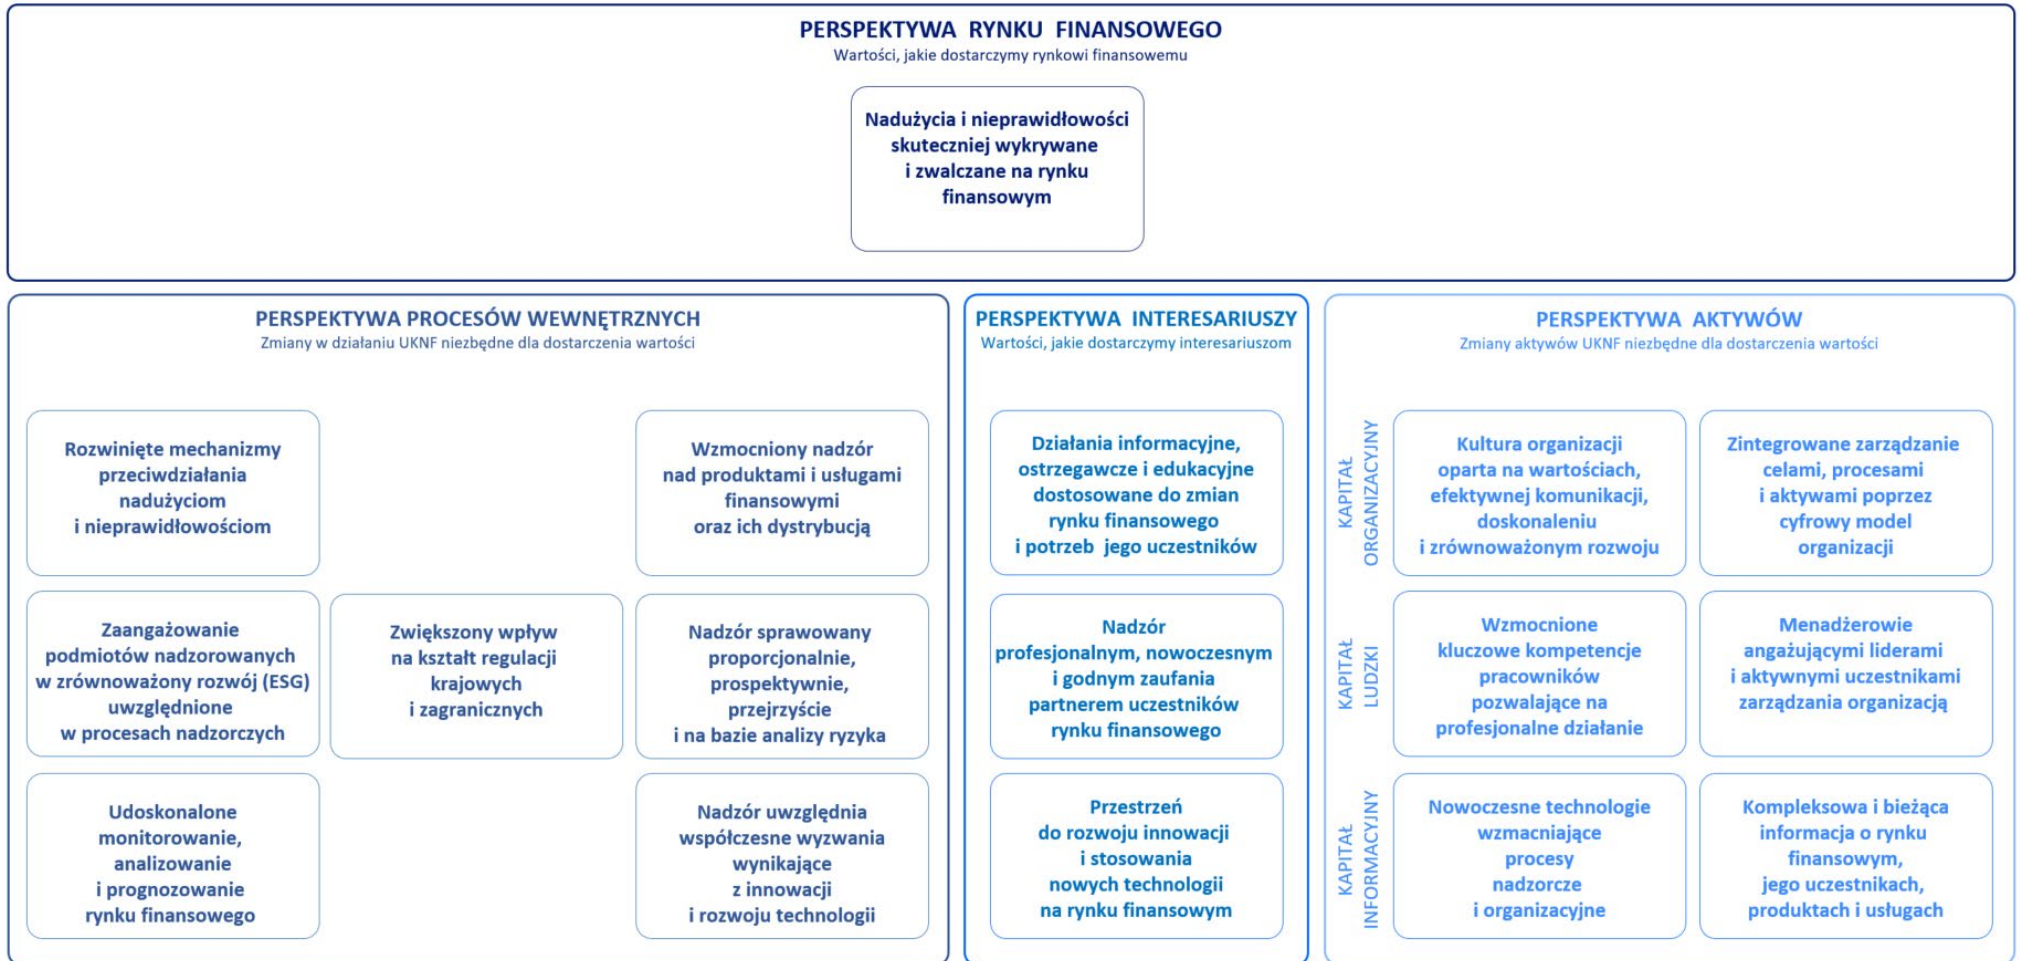 PERSPEKTYWA RYNKU FINANSOWEGO
Wartości, jakie dostarczymy rynkowi finansowemu
Nadużycia i nieprawidłowości
skuteczniej wykrywane
i zwalczane na rynku
finansowym
PERSPEKTYWA PROCESÓW WEWNĘTRZNYCH
Zmiany w działaniu UKNF niezbędne dla dostarczenia wartości
Rozwinięte mechanizmy
przeciwdziałania
nadużyciom
i nieprawidłowościom
Wzmocniony nadzór
nad produktami i usługami
finansowymi
oraz ich dystrybucją
Zaangażowanie
podmiotów nadzorowanych
w zrównoważony rozwój (ESG)
uwzględnione
w procesach nadzorczych
Zwiększony wpływ
na kształt regulacji
krajowych
i zagranicznych
Nadzór sprawowany
proporcjonalnie,
prospektywnie,
przejrzyście
i na bazie analizy ryzyka
Udoskonalone
monitorowanie,
analizowanie
i prognozowanie
rynku finansowego
Nadzór uwzględnia
współczesne wyzwania
wynikające
z innowacji
i rozwoju technologii
PERSPEKTYWA INTERESARIUSZY
Wartości, jakie dostarczymy interesariuszom
Działania informacyjne,
ostrzegawcze i edukacyjne
dostosowane do zmian
rynku finansowego
i potrzeb jego uczestników
Nadzór
profesjonalnym, nowoczesnym
i godnym zaufania
partnerem uczestników
rynku finansowego
Przestrzeń
do rozwoju innowacji
i stosowania
nowych technologii
na rynku finansowym
PERSPEKTYWA AKTYWÓW
Zmiany aktywów UKNF niezbędne dla dostarczenia wartości
KAPITAŁ
ORGANIZACYJNY
Kultura organizacji
oparta na wartościach,
efektywnej komunikacji,
doskonaleniu
i zrównoważonym rozwoju
Zintegrowane zarządzanie
celami, procesami
i aktywami poprzez
cyfrowy model
organizacji
KAPITAŁ
LUDZKI
Wzmocnione
kluczowe kompetencje
pracowników
pozwalające na
profesjonalne działanie
Menadżerowie
angażującymi liderami
i aktywnymi uczestnikami
zarządzania organizacją
KAPITAŁ
INFORMACYJNY
Nowoczesne technologie
wzmacniające
procesy
nadzorcze
i organizacyjne
Kompleksowa i bieżąca
informacja o rynku
finansowym,
jego uczestnikach,
produktach i usługach